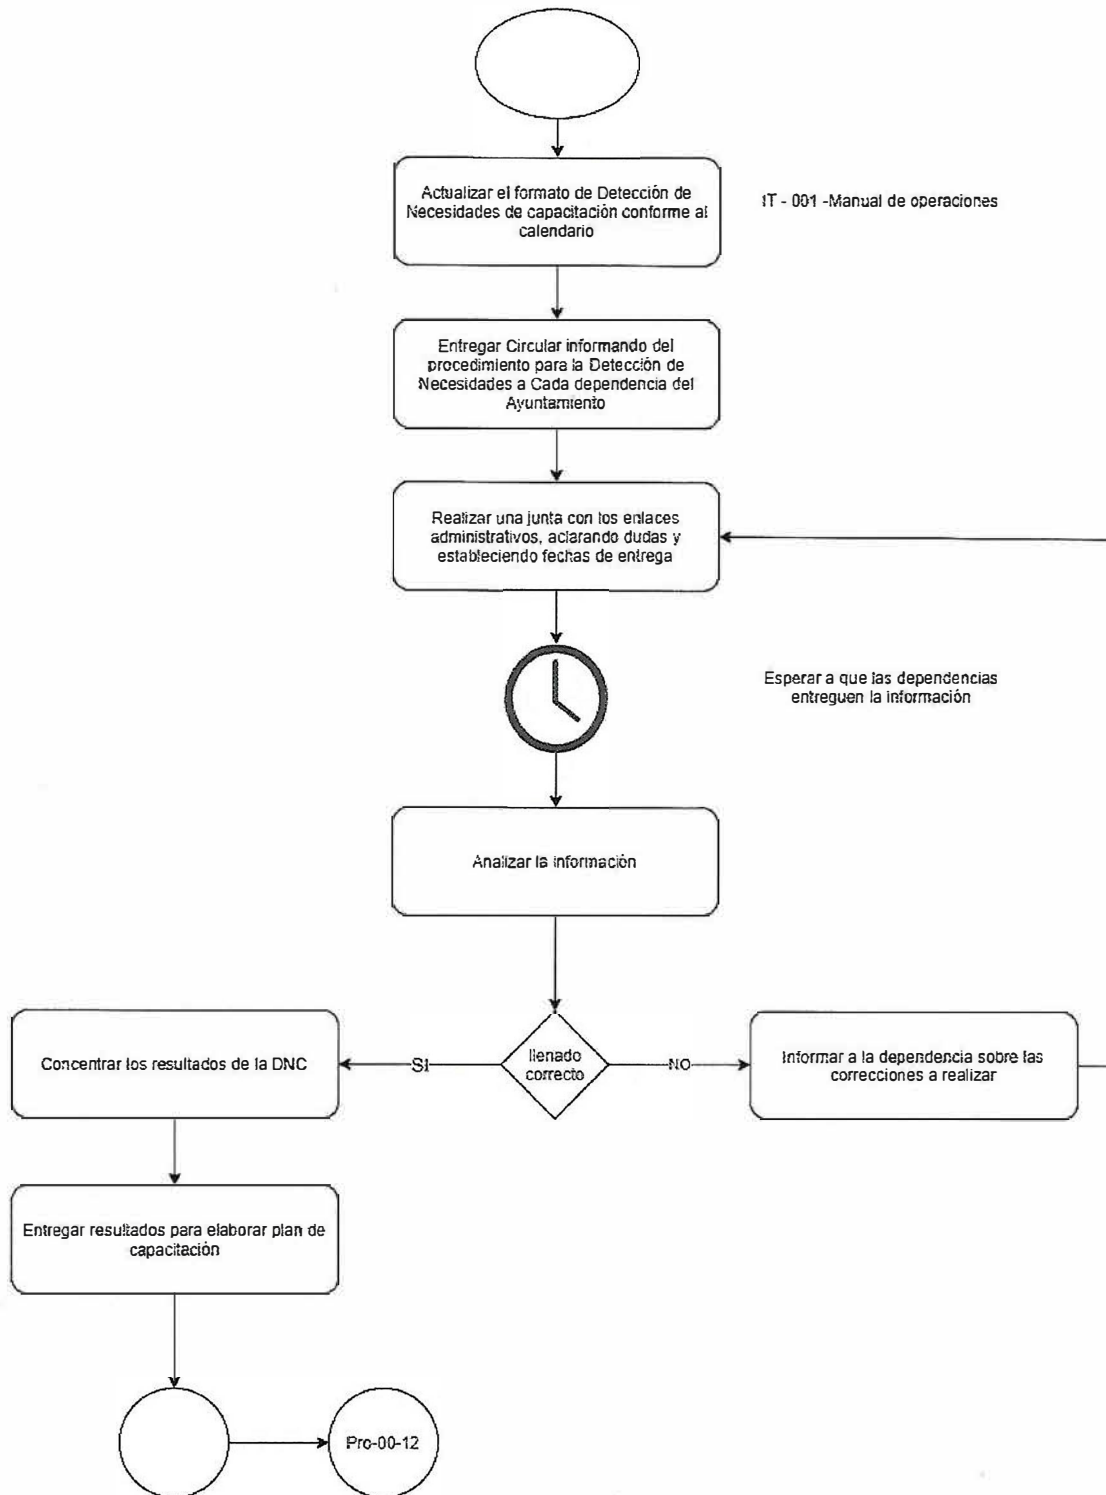 Actualizar el formato de Detección de
Necesidades de capacitación conforme al
calendario
IT - 001 -Manual de operaciones
Entregar Circular informando del
procedimiento para la Detección de
Necesidades a Cada dependencia del
Ayuntamiento
Realizar una junta con los enlaces
administrativos, aclarando dudas y
estableciendo fechas de entrega
Esperar a que las dependencias
entreguen la información
Analizar la información
Concentrar los resultados de la DNC
SI
llenado
correcto
NO
Informar a la dependencia sobre las
correcciones a realizar
Entregar resultados para elaborar plan de
capacitación
Pro-00-12